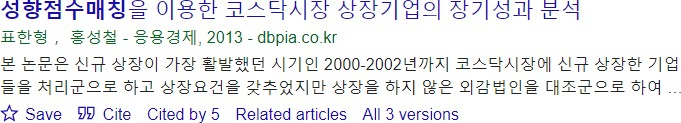 성향점수매칭을 이용한 코스닥시장 상장기업의 장기성과 분석
표한형 , 홍성철 - 응용경제, 2013 - dbpia.co.kr
본 논문은 신규 상장이 가장 활발했던 시기인 2000-2002년까지 코스닥시장에 신규 상장한 기업
들을 처리군으로 하고 상장요건을 갖추었지만 상장을 하지 않은 외감법인을 대조군으로 하여 ...
Save Cite Cited by 5 Related articles All 3 versions